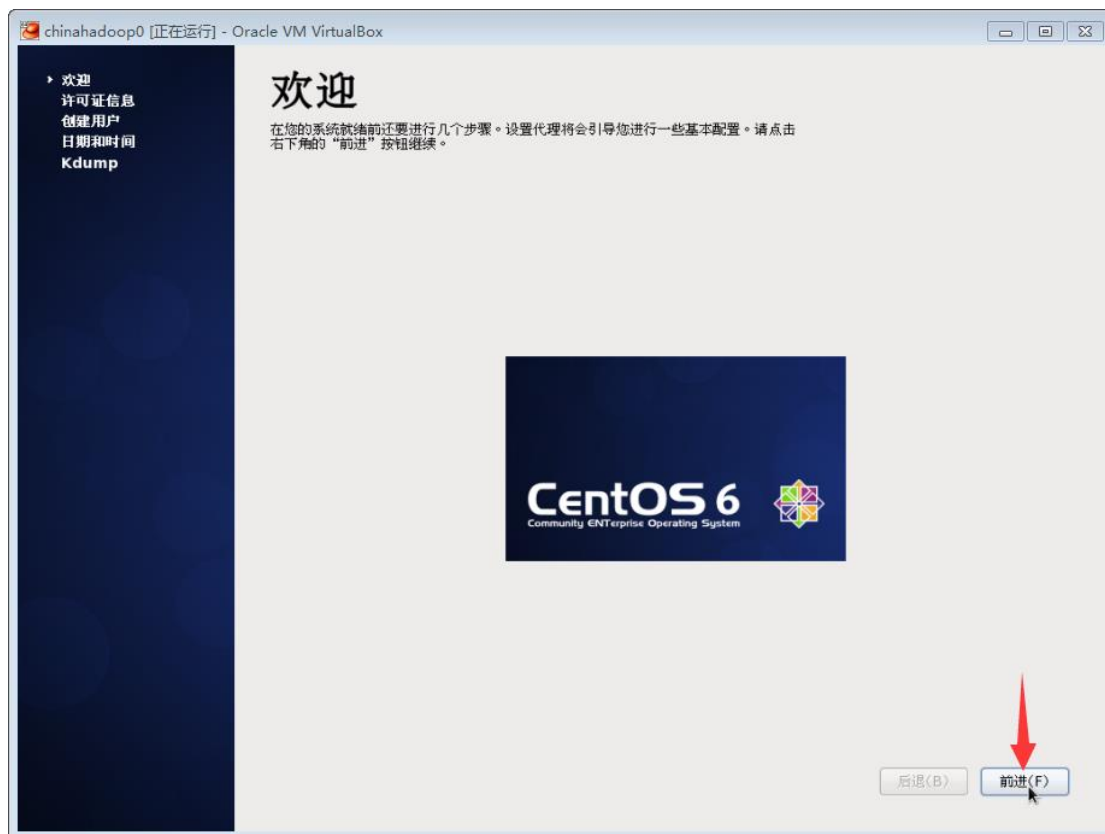 chinahadoop0 [正在运行] - Oracle VM VirtualBox
欢迎
许可证信息
创建用户
日期和时间
Kdump
欢迎
在您的系统就绪前还要进行几个步骤。设置代理将会引导您进行一些基本配置。请点击
右下角的“前进”按钮继续。
CentOS 6
Community ENTerprise Operating System
后退(B)
前进(F)